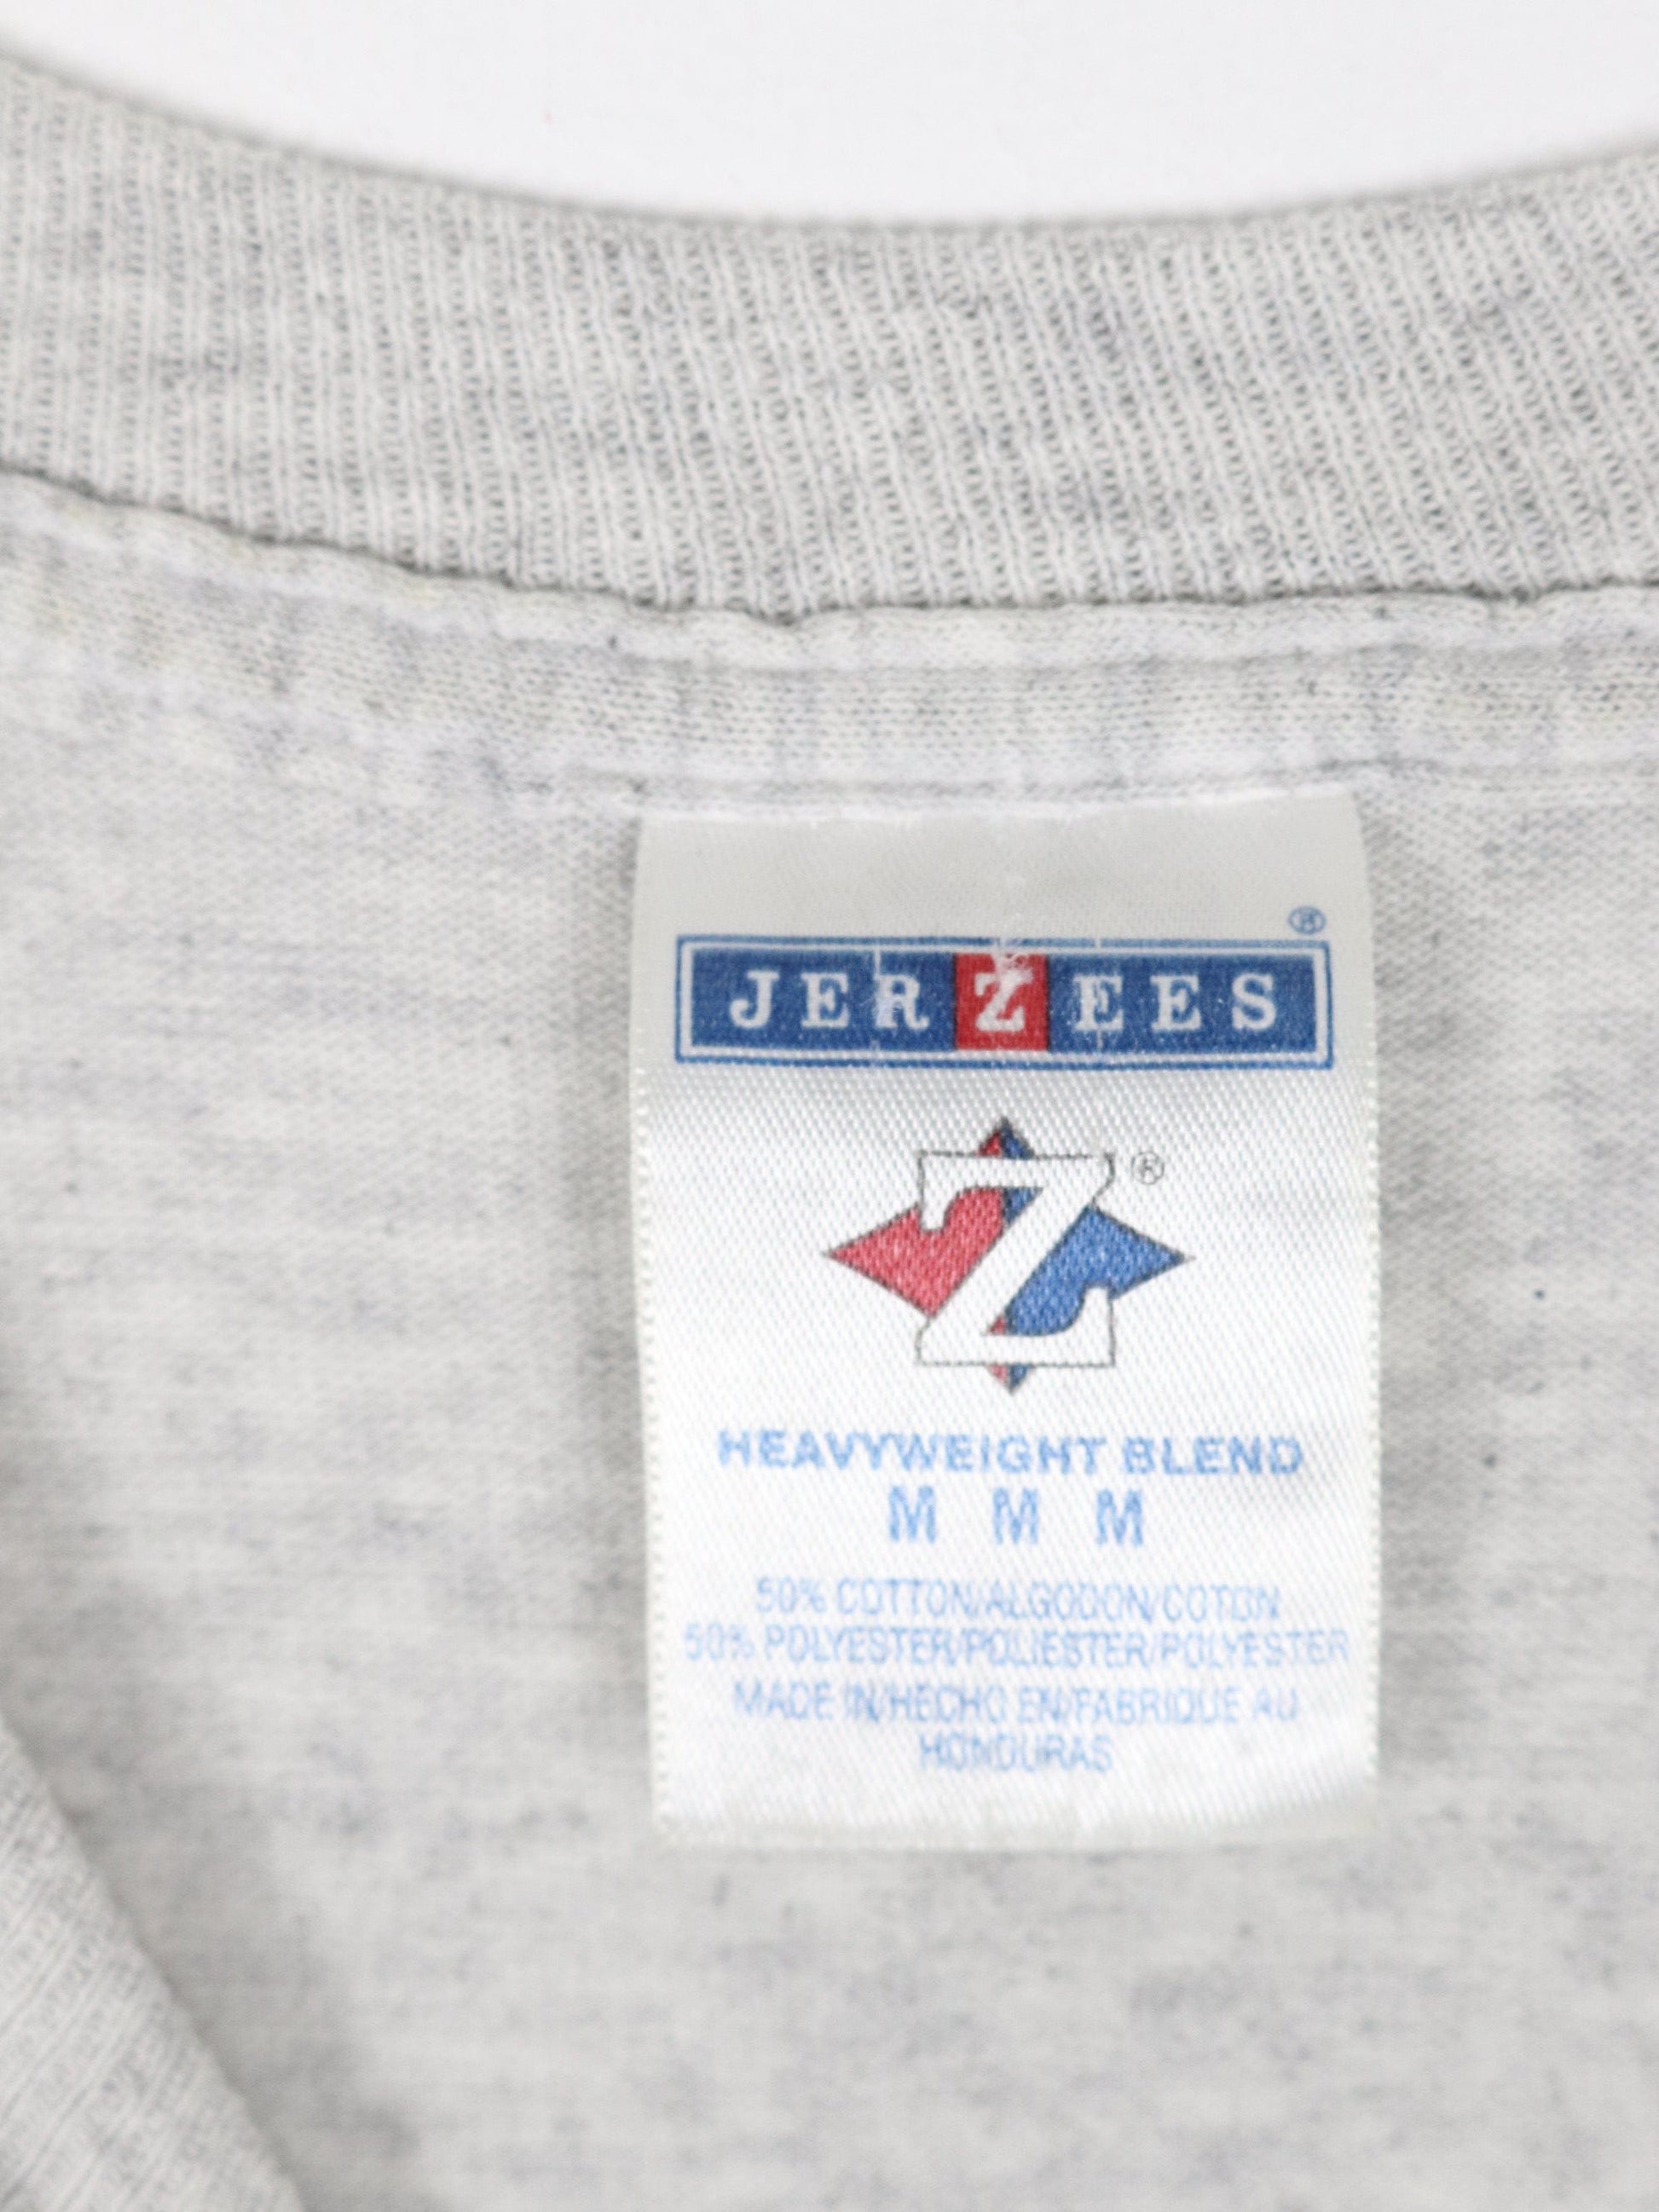 ®
JERZEES
Z ®
HEAVYWEIGHT BLEND
M M M
50% COTTON/ALGODON/COTON
50% POLYESTER/POLIESTER/POLYESTER
MADE IN/HECHO EN/FABRIQUE AU
HONDURAS